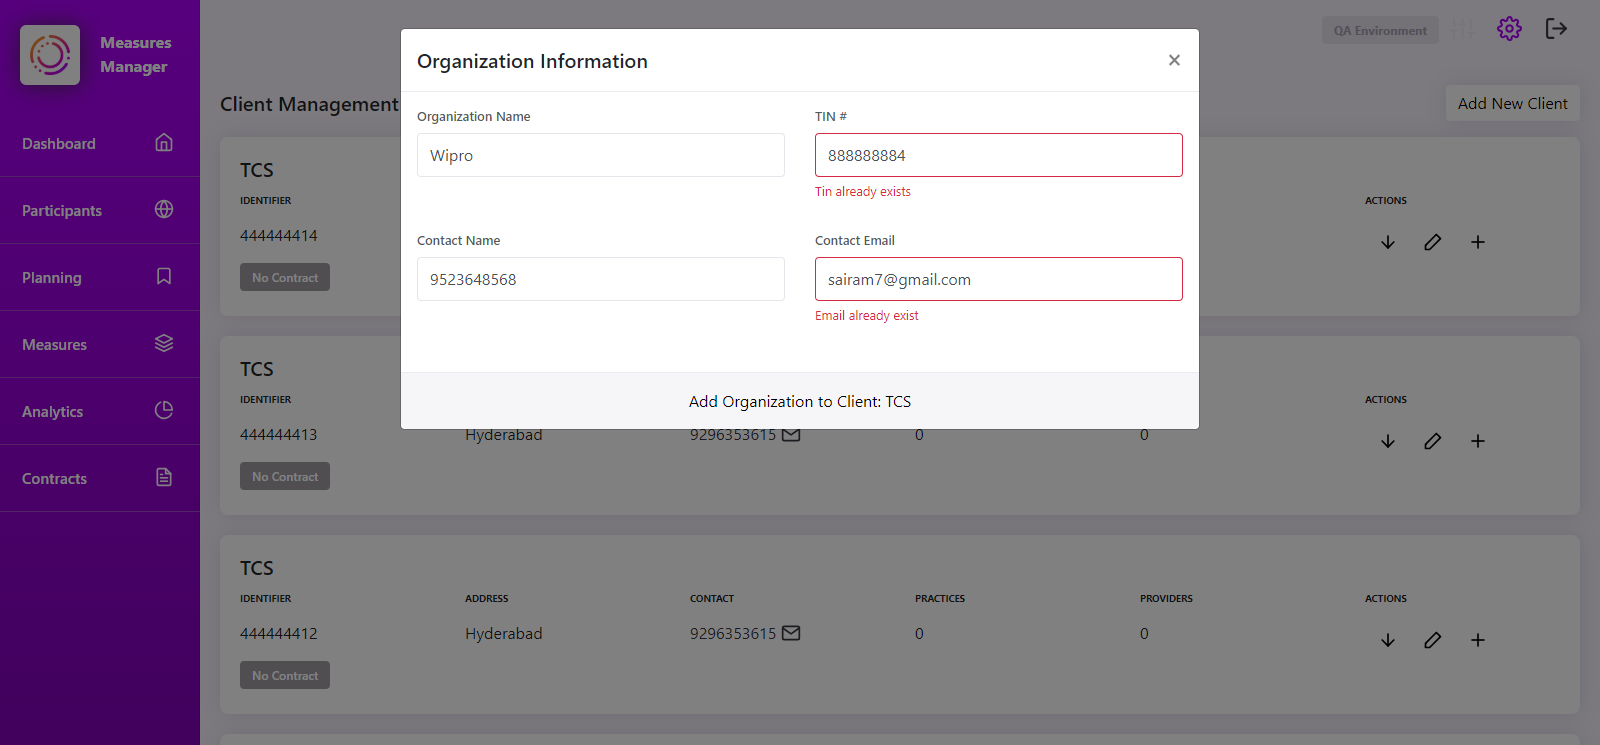 Measures
Manager
QA Environment
Dashboard
Participants
Planning
Measures
Analytics
Contracts
Client Management
Add New Client
Organization Information
×
Organization Name
TIN #
Wipro
888888884
Tin already exists
Contact Name
Contact Email
9523648568
sairam7@gmail.com
Email already exist
Add Organization to Client: TCS
TCS
IDENTIFIER
ACTIONS
444444414
No Contract
TCS
IDENTIFIER
ACTIONS
444444413
Hyderabad
9296353615
0
0
No Contract
TCS
IDENTIFIER
ADDRESS
CONTACT
PRACTICES
PROVIDERS
ACTIONS
444444412
Hyderabad
9296353615
0
0
No Contract